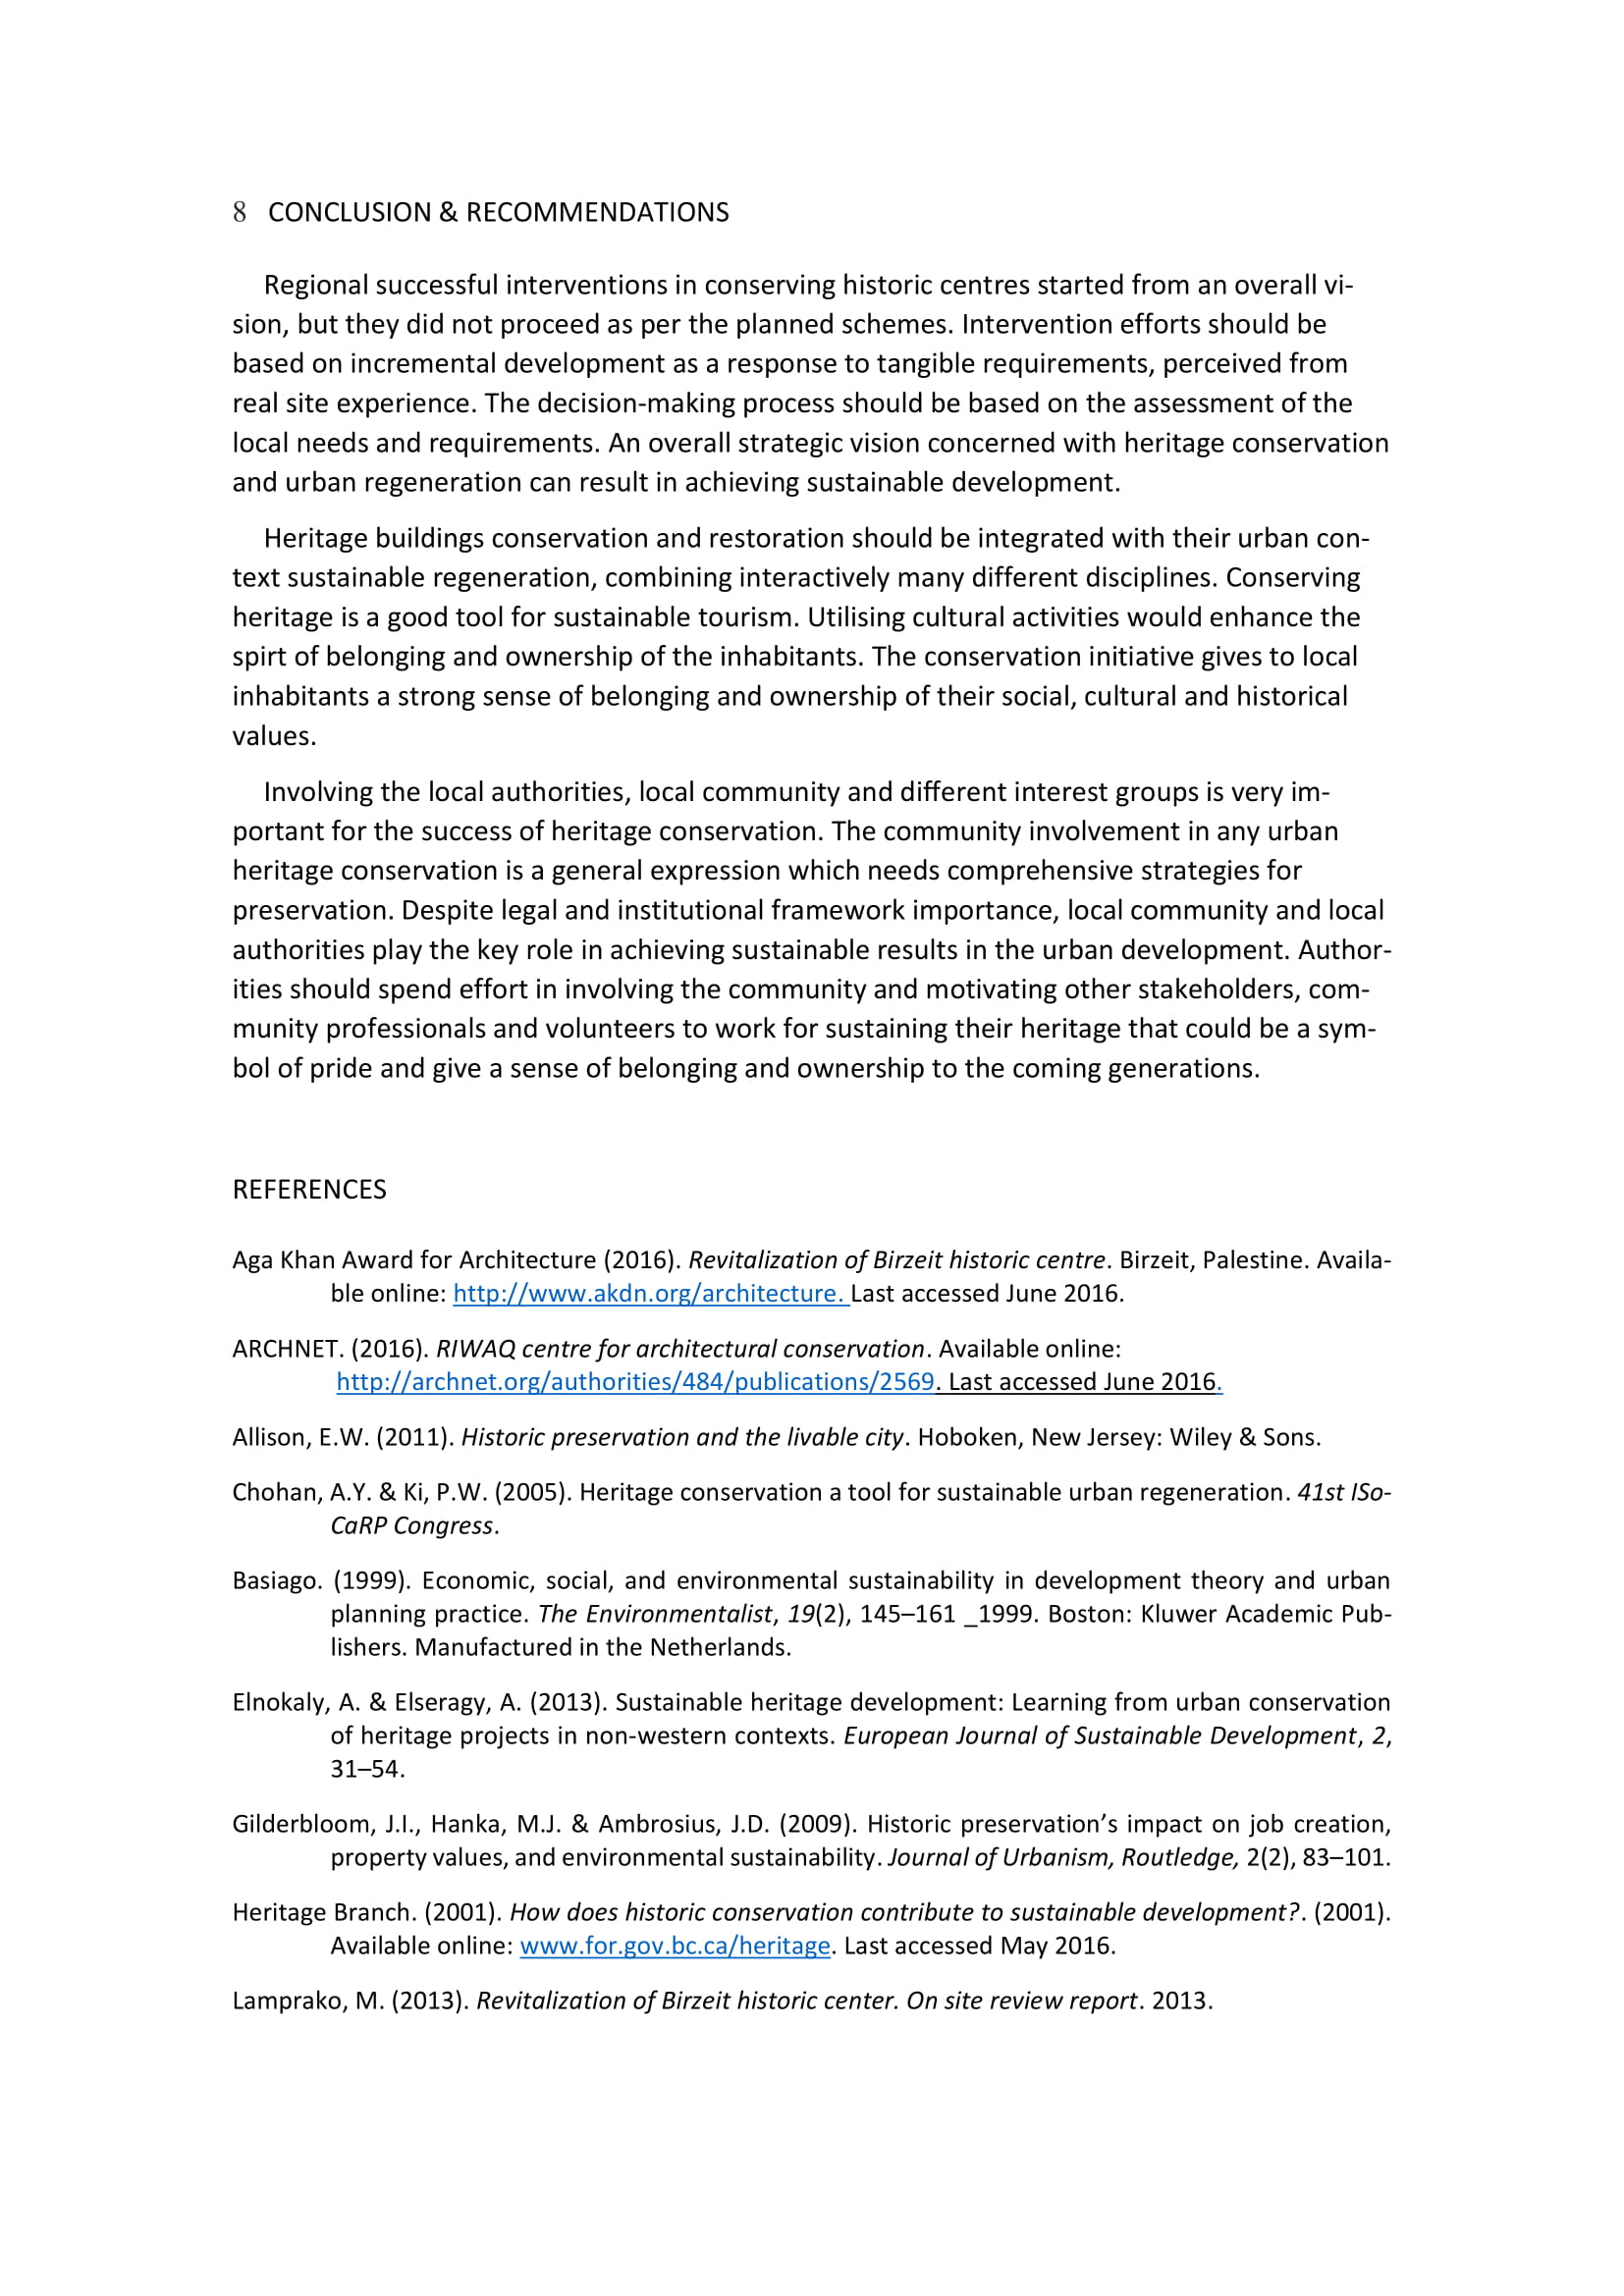 8 CONCLUSION & RECOMMENDATIONS
Regional successful interventions in conserving historic centres started from an overall vi-
sion, but they did not proceed as per the planned schemes. Intervention efforts should be
based on incremental development as a response to tangible requirements, perceived from
real site experience. The decision-making process should be based on the assessment of the
local needs and requirements. An overall strategic vision concerned with heritage conservation
and urban regeneration can result in achieving sustainable development.
Heritage buildings conservation and restoration should be integrated with their urban con-
text sustainable regeneration, combining interactively many different disciplines. Conserving
heritage is a good tool for sustainable tourism. Utilising cultural activities would enhance the
spirt of belonging and ownership of the inhabitants. The conservation initiative gives to local
inhabitants a strong sense of belonging and ownership of their social, cultural and historical
values.
Involving the local authorities, local community and different interest groups is very im-
portant for the success of heritage conservation. The community involvement in any urban
heritage conservation is a general expression which needs comprehensive strategies for
preservation. Despite legal and institutional framework importance, local community and local
authorities play the key role in achieving sustainable results in the urban development. Author-
ities should spend effort in involving the community and motivating other stakeholders, com-
munity professionals and volunteers to work for sustaining their heritage that could be a sym-
bol of pride and give a sense of belonging and ownership to the coming generations.
REFERENCES
Aga Khan Award for Architecture (2016). Revitalization of Birzeit historic centre. Birzeit, Palestine. Availa-
ble online: http://www.akdn.org/architecture. Last accessed June 2016.
ARCHNET. (2016). RIWAQ centre for architectural conservation. Available online:
http://archnet.org/authorities/484/publications/2569. Last accessed June 2016.
Allison, E.W. (2011). Historic preservation and the livable city. Hoboken, New Jersey: Wiley & Sons.
Chohan, A.Y. & Ki, P.W. (2005). Heritage conservation a tool for sustainable urban regeneration. 41st ISo-
CaRP Congress.
Basiago. (1999). Economic, social, and environmental sustainability in development theory and urban
planning practice. The Environmentalist, 19(2), 145–161 _1999. Boston: Kluwer Academic Pub-
lishers. Manufactured in the Netherlands.
Elnokaly, A. & Elseragy, A. (2013). Sustainable heritage development: Learning from urban conservation
of heritage projects in non-western contexts. European Journal of Sustainable Development, 2,
31–54.
Gilderbloom, J.I., Hanka, M.J. & Ambrosius, J.D. (2009). Historic preservation’s impact on job creation,
property values, and environmental sustainability. Journal of Urbanism, Routledge, 2(2), 83–101.
Heritage Branch. (2001). How does historic conservation contribute to sustainable development?. (2001).
Available online: www.for.gov.bc.ca/heritage. Last accessed May 2016.
Lamprako, M. (2013). Revitalization of Birzeit historic center. On site review report. 2013.